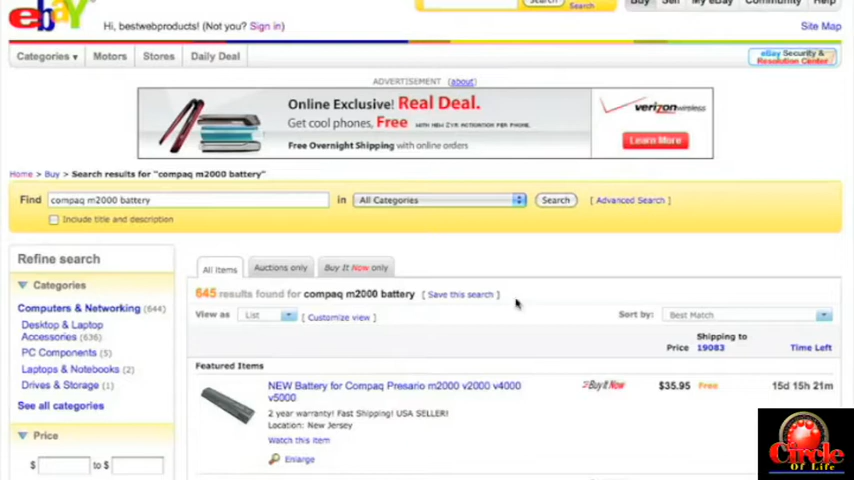 ebaY
Hi, bestwebproducts! (Not you? Sign in)
Search
Search
Buy Sell My eBay Community Help
Site Map
Categories ▾ Motors Stores Daily Deal
eBay Security &
Resolution Center
ADVERTISEMENT (about)
Online Exclusive! Real Deal.
Get cool phones, Free WITH NEW 2YR ACTIVATION PER PHONE.
Free Overnight Shipping with online orders
verizonwireless
Learn More
Home > Buy > Search results for "compaq m2000 battery"
Find compaq m2000 battery in All Categories Search [ Advanced Search ]
Include title and description
Refine search
Categories
Computers & Networking (644)
Desktop & Laptop
Accessories (636)
PC Components (5)
Laptops & Notebooks (2)
Drives & Storage (1)
See all categories
Price
$ to $
All Items Auctions only Buy It Now only
645 results found for compaq m2000 battery [ Save this search ]
View as List [ Customize view ] Sort by: Best Match
Price Shipping to 19083 Time Left
Featured Items
NEW Battery for Compaq Presario m2000 v2000 v4000
v5000
Buy It Now $35.95 Free 15d 15h 21m
2 year warranty! Fast Shipping! USA SELLER!
Location: New Jersey
Watch this item
Enlarge
Circle
Of Life